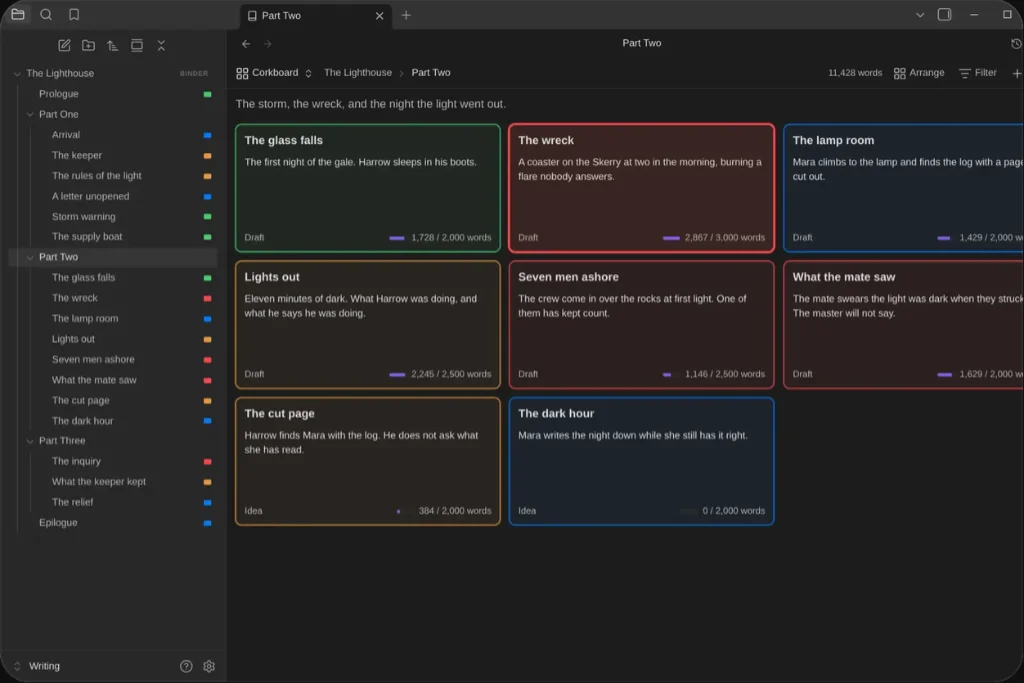 Part Two
Part Two
The Lighthouse BINDER
Prologue
Part One
Arrival
The keeper
The rules of the light
A letter unopened
Storm warning
The supply boat
Part Two
The glass falls
The wreck
The lamp room
Lights out
Seven men ashore
What the mate saw
The cut page
The dark hour
Part Three
The inquiry
What the keeper kept
The relief
Epilogue
Writing
Corkboard The Lighthouse Part Two 11,428 words Arrange Filter
The storm, the wreck, and the night the light went out.
The glass falls
The first night of the gale. Harrow sleeps in his boots.
Draft 1,728 / 2,000 words
The wreck
A coaster on the Skerry at two in the morning, burning a
flare nobody answers.
Draft 2,867 / 3,000 words
The lamp room
Mara climbs to the lamp and finds the log with a page
cut out.
Draft 1,429 / 2,000 w
Lights out
Eleven minutes of dark. What Harrow was doing, and
what he says he was doing.
Draft 2,245 / 2,500 words
Seven men ashore
The crew come in over the rocks at first light. One of
them has kept count.
Draft 1,146 / 2,500 words
What the mate saw
The mate swears the light was dark when they struck
The master will not say.
Draft 1,629 / 2,000 w
The cut page
Harrow finds Mara with the log. He does not ask what
she has read.
Idea 384 / 2,000 words
The dark hour
Mara writes the night down while she still has it right.
Idea 0 / 2,000 words